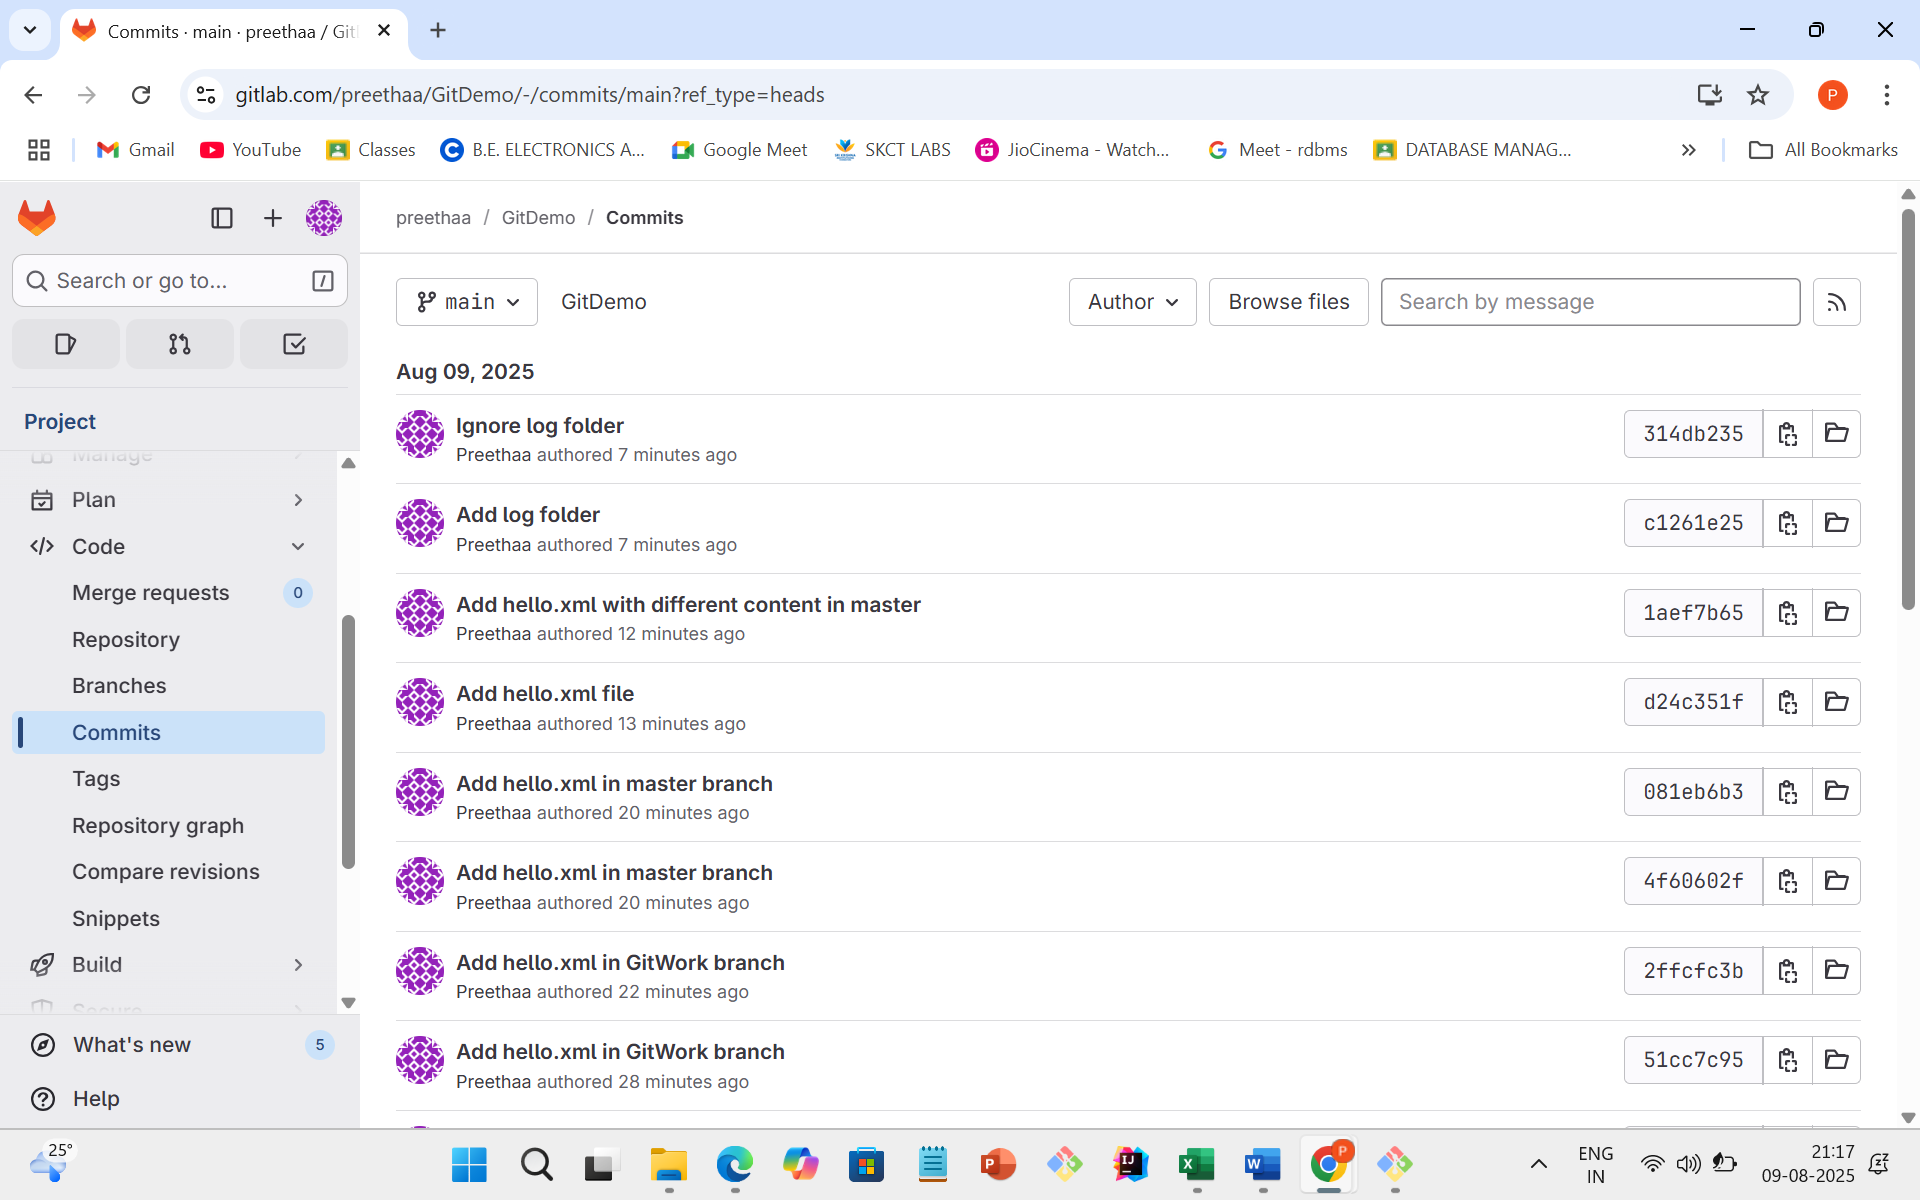 Commits · main · preethaa / Git
gitlab.com/preethaa/GitDemo/-/commits/main?ref_type=heads
P
Gmail
YouTube
Classes
B.E. ELECTRONICS A...
Google Meet
SKCT LABS
JioCinema - Watch...
Meet - rdbms
DATABASE MANAG...
All Bookmarks
Search or go to...
/
Project
Manage
Plan
Code
Merge requests
0
Repository
Branches
Commits
Tags
Repository graph
Compare revisions
Snippets
Build
Secure
What's new
5
Help
preethaa / GitDemo / Commits
main
GitDemo
Author
Browse files
Search by message
Aug 09, 2025
Ignore log folder
Preethaa authored 7 minutes ago
314db235
Add log folder
Preethaa authored 7 minutes ago
c1261e25
Add hello.xml with different content in master
Preethaa authored 12 minutes ago
1aef7b65
Add hello.xml file
Preethaa authored 13 minutes ago
d24c351f
Add hello.xml in master branch
Preethaa authored 20 minutes ago
081eb6b3
Add hello.xml in master branch
Preethaa authored 20 minutes ago
4f60602f
Add hello.xml in GitWork branch
Preethaa authored 22 minutes ago
2ffcfc3b
Add hello.xml in GitWork branch
Preethaa authored 28 minutes ago
51cc7c95
25°
ENG
IN
21:17
09-08-2025